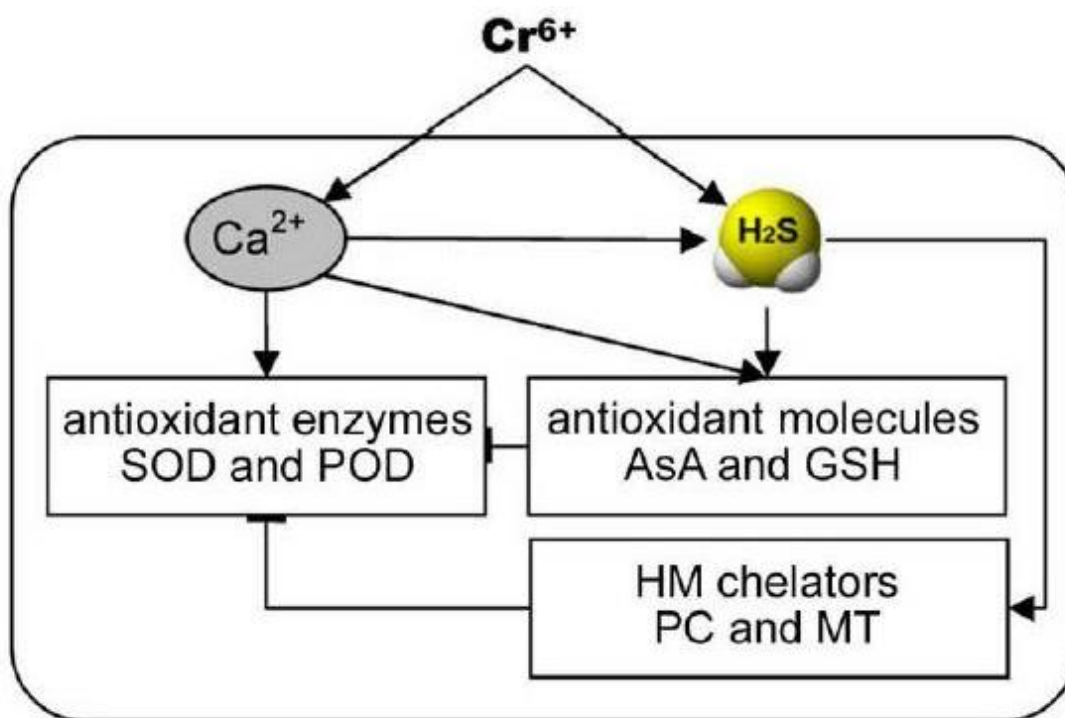 Cr⁶⁺
Ca²⁺
H₂S
antioxidant enzymes
SOD and POD
antioxidant molecules
AsA and GSH
HM chelators
PC and MT